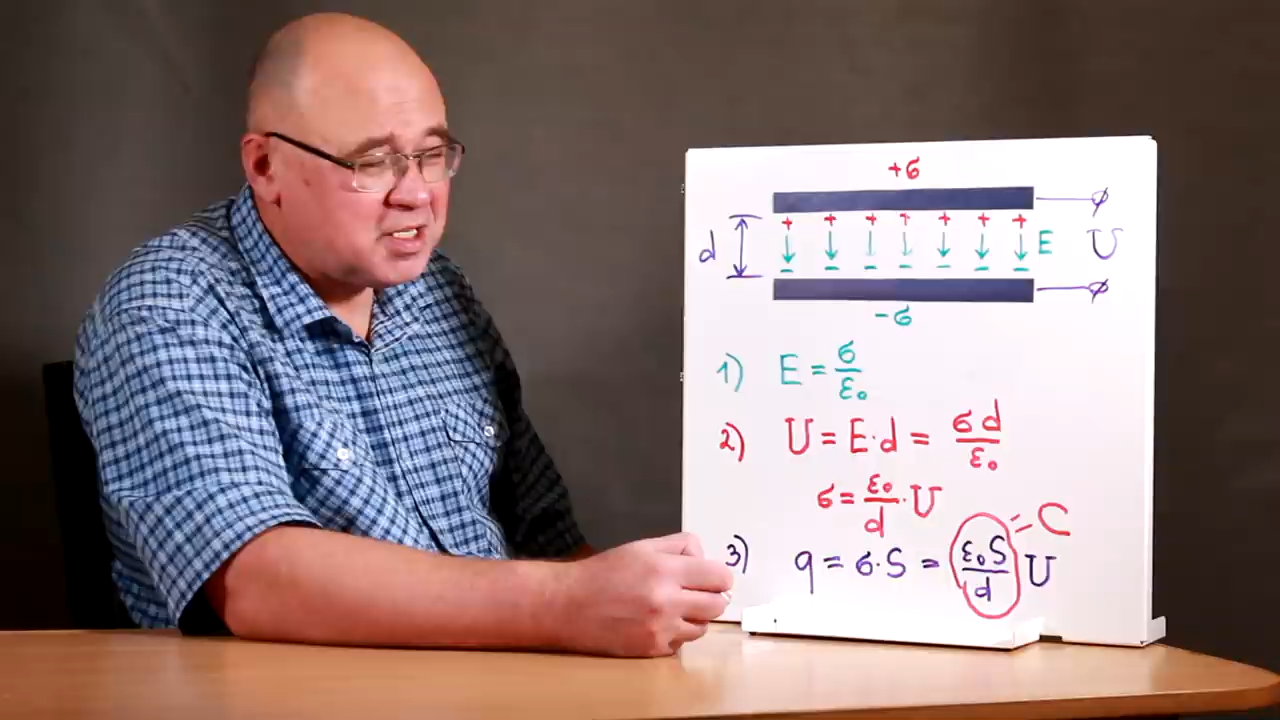 +σ
d
+ + + + + + +
E
U
− − − − − − −
−σ
1) E = σ/ε₀
2) U = E·d = σd/ε₀
σ = ε₀/d · U
= C
3) q = σ·S = ε₀S/d U